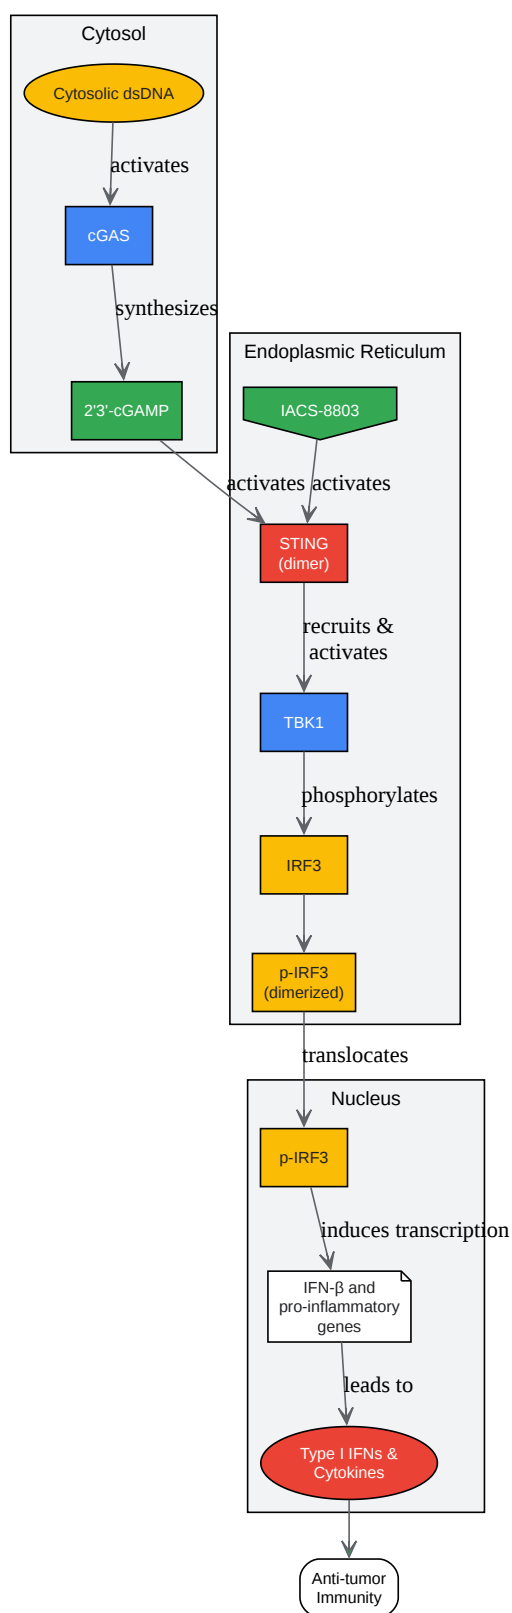 Cytosol
Cytosolic dsDNA
activates
cGAS
synthesizes
2'3'-cGAMP
Endoplasmic Reticulum
IACS-8803
activates
activates
STING
(dimer)
recruits &
activates
TBK1
phosphorylates
IRF3
p-IRF3
(dimerized)
translocates
Nucleus
p-IRF3
induces transcription
IFN-β and
pro-inflammatory
genes
leads to
Type I IFNs &
Cytokines
Anti-tumor
Immunity